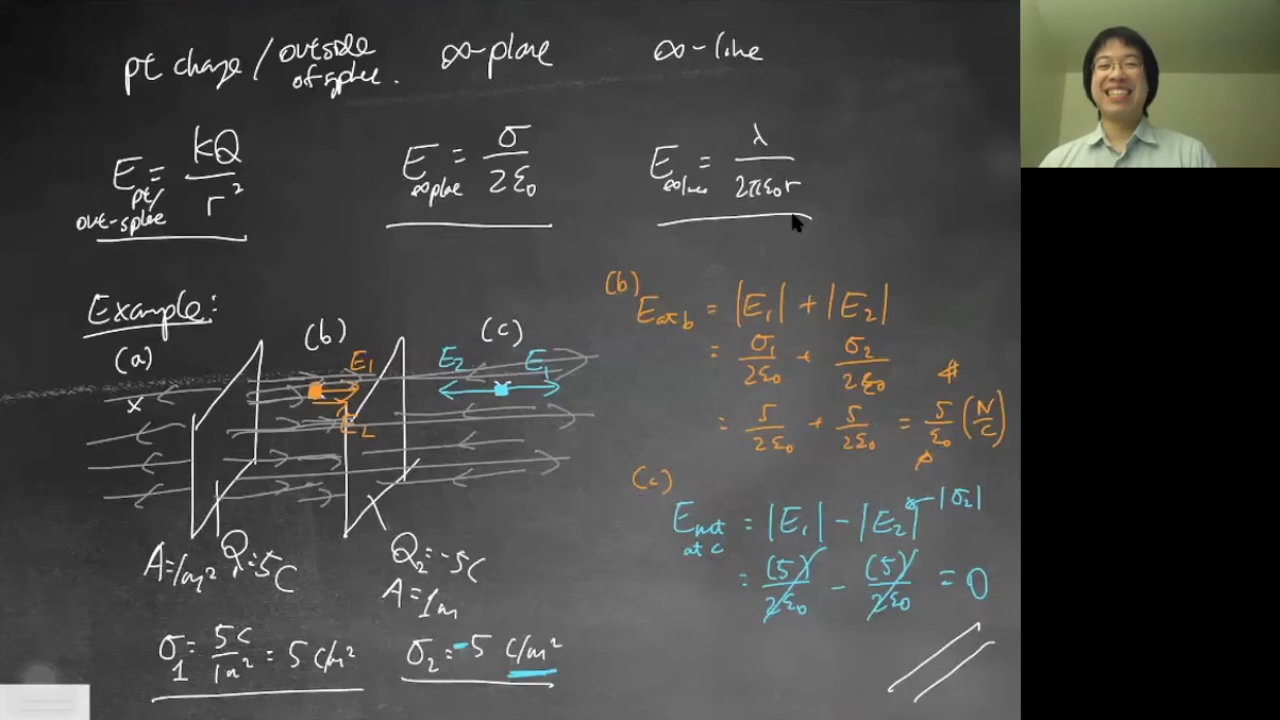 pt charge / outside of sphere.
∞-plane
∞-line
E pt/out-sphere = kQ / r²
E ∞plane = σ / 2ε₀
E ∞line = λ / 2πε₀r
Example:
(a)
(b)
(c)
x
E₁
E₂
E₂
E₁
A=1m²
Q₁=5C
Q₂=-5C
A=1m
σ₁ = 5C / 1m² = 5 C/m²
σ₂ = -5 C/m²
(b)
E at b = |E₁| + |E₂|
= σ₁ / 2ε₀ + σ₂ / 2ε₀
= 5 / 2ε₀ + 5 / 2ε₀ = 5 / ε₀ (N/C)
(c)
E net at c = |E₁| - |E₂| |σ₂|
= (5) / 2ε₀ - (5) / 2ε₀ = 0